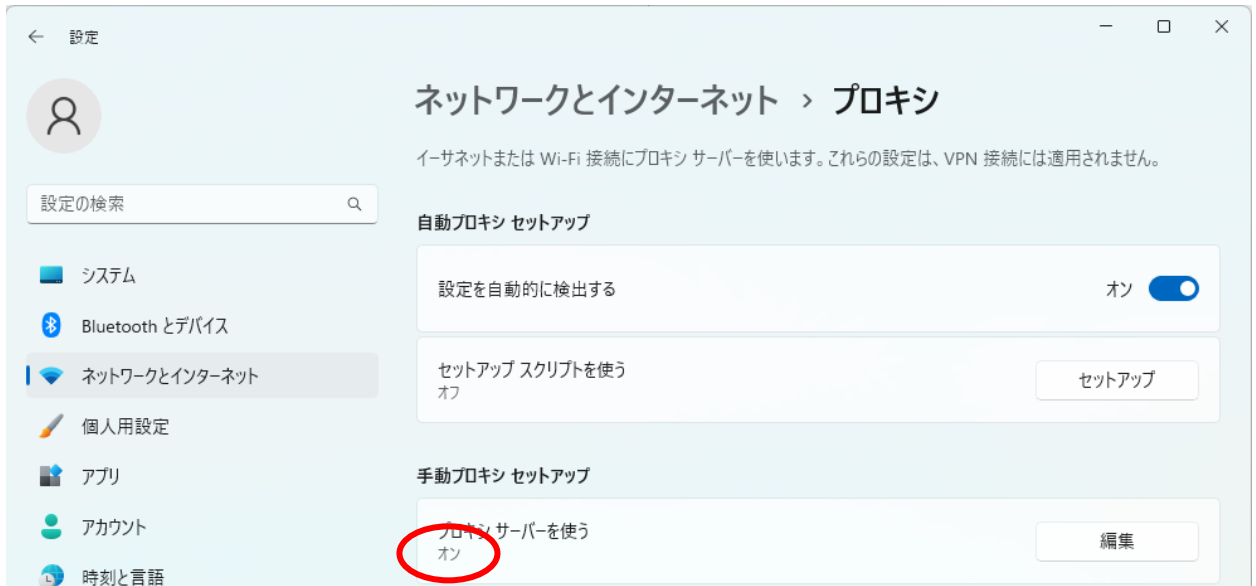 設定
ネットワークとインターネット › プロキシ
イーサネットまたは Wi-Fi 接続にプロキシ サーバーを使います。これらの設定は、VPN 接続には適用されません。
設定の検索
システム
Bluetooth とデバイス
ネットワークとインターネット
個人用設定
アプリ
アカウント
時刻と言語
自動プロキシ セットアップ
設定を自動的に検出する
オン
セットアップ スクリプトを使う
オフ
セットアップ
手動プロキシ セットアップ
プロキシ サーバーを使う
オン
編集